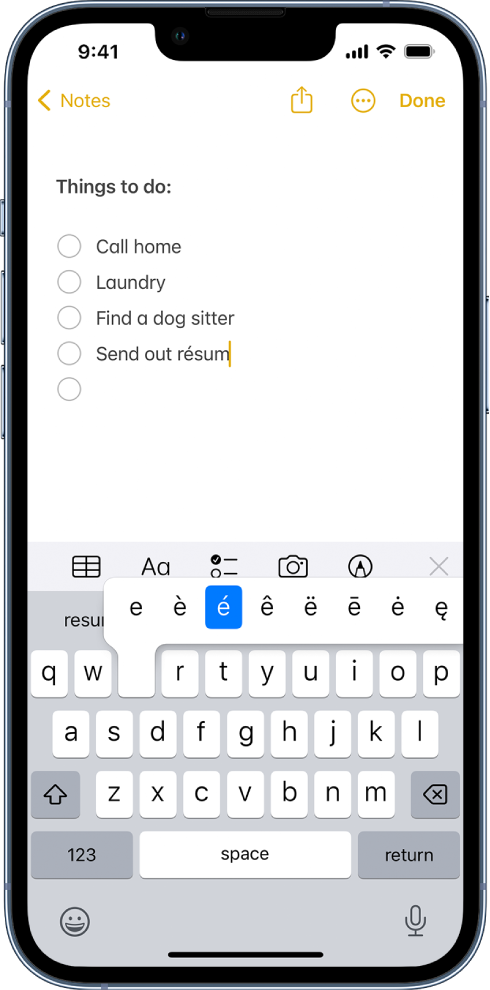 9:41
Notes
Done
Things to do:
Call home
Laundry
Find a dog sitter
Send out résum
Aa
e è é ê ë ē ė ę
q w r t y u i o p
a s d f g h j k l
z x c v b n m
123 space return